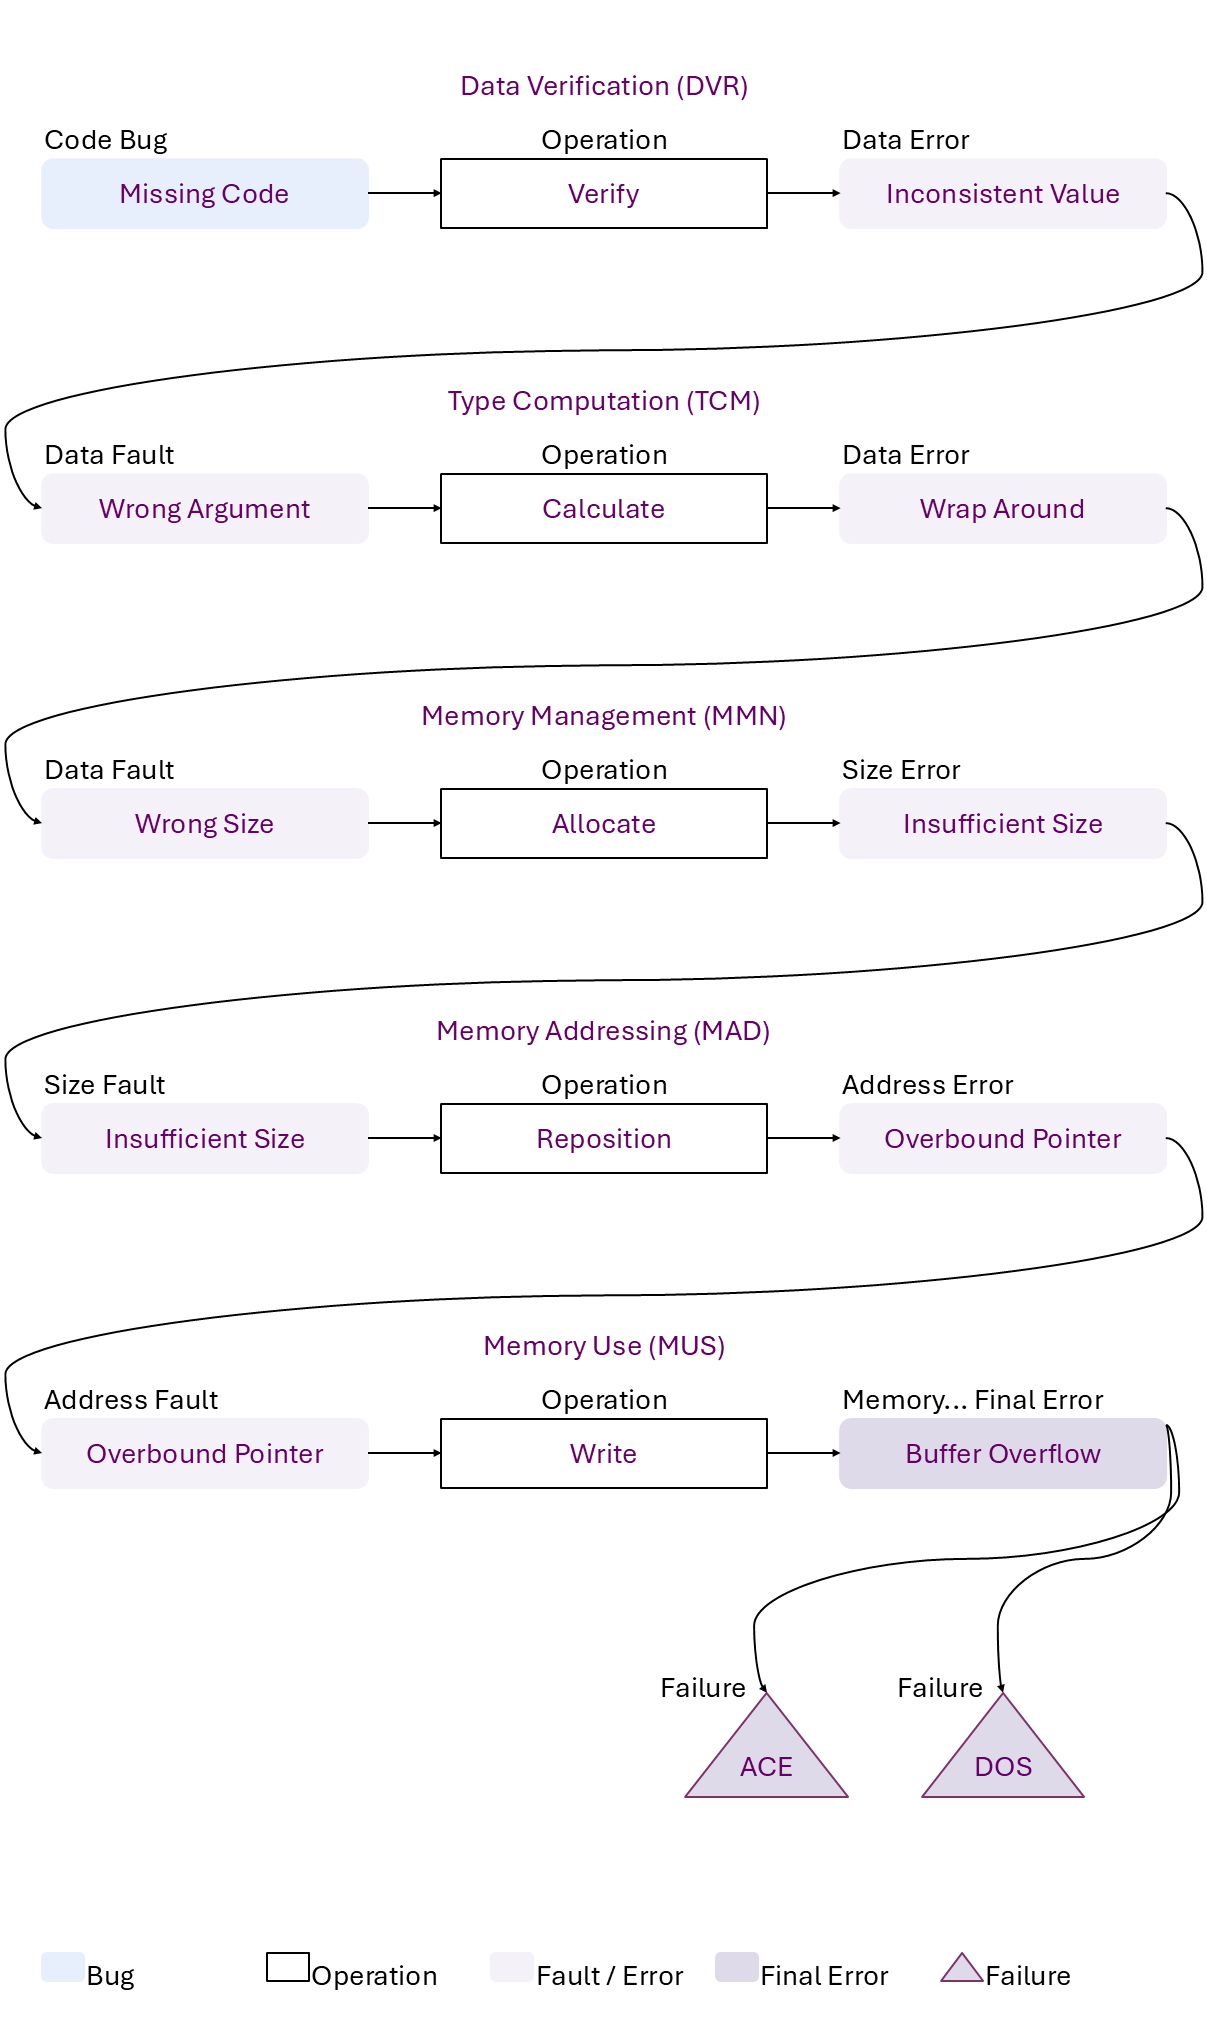 Data Verification (DVR)
Code Bug Operation Data Error
Missing Code Verify Inconsistent Value
Type Computation (TCM)
Data Fault Operation Data Error
Wrong Argument Calculate Wrap Around
Memory Management (MMN)
Data Fault Operation Size Error
Wrong Size Allocate Insufficient Size
Memory Addressing (MAD)
Size Fault Operation Address Error
Insufficient Size Reposition Overbound Pointer
Memory Use (MUS)
Address Fault Operation Memory... Final Error
Overbound Pointer Write Buffer Overflow
Failure Failure
ACE DOS
Bug Operation Fault / Error Final Error Failure